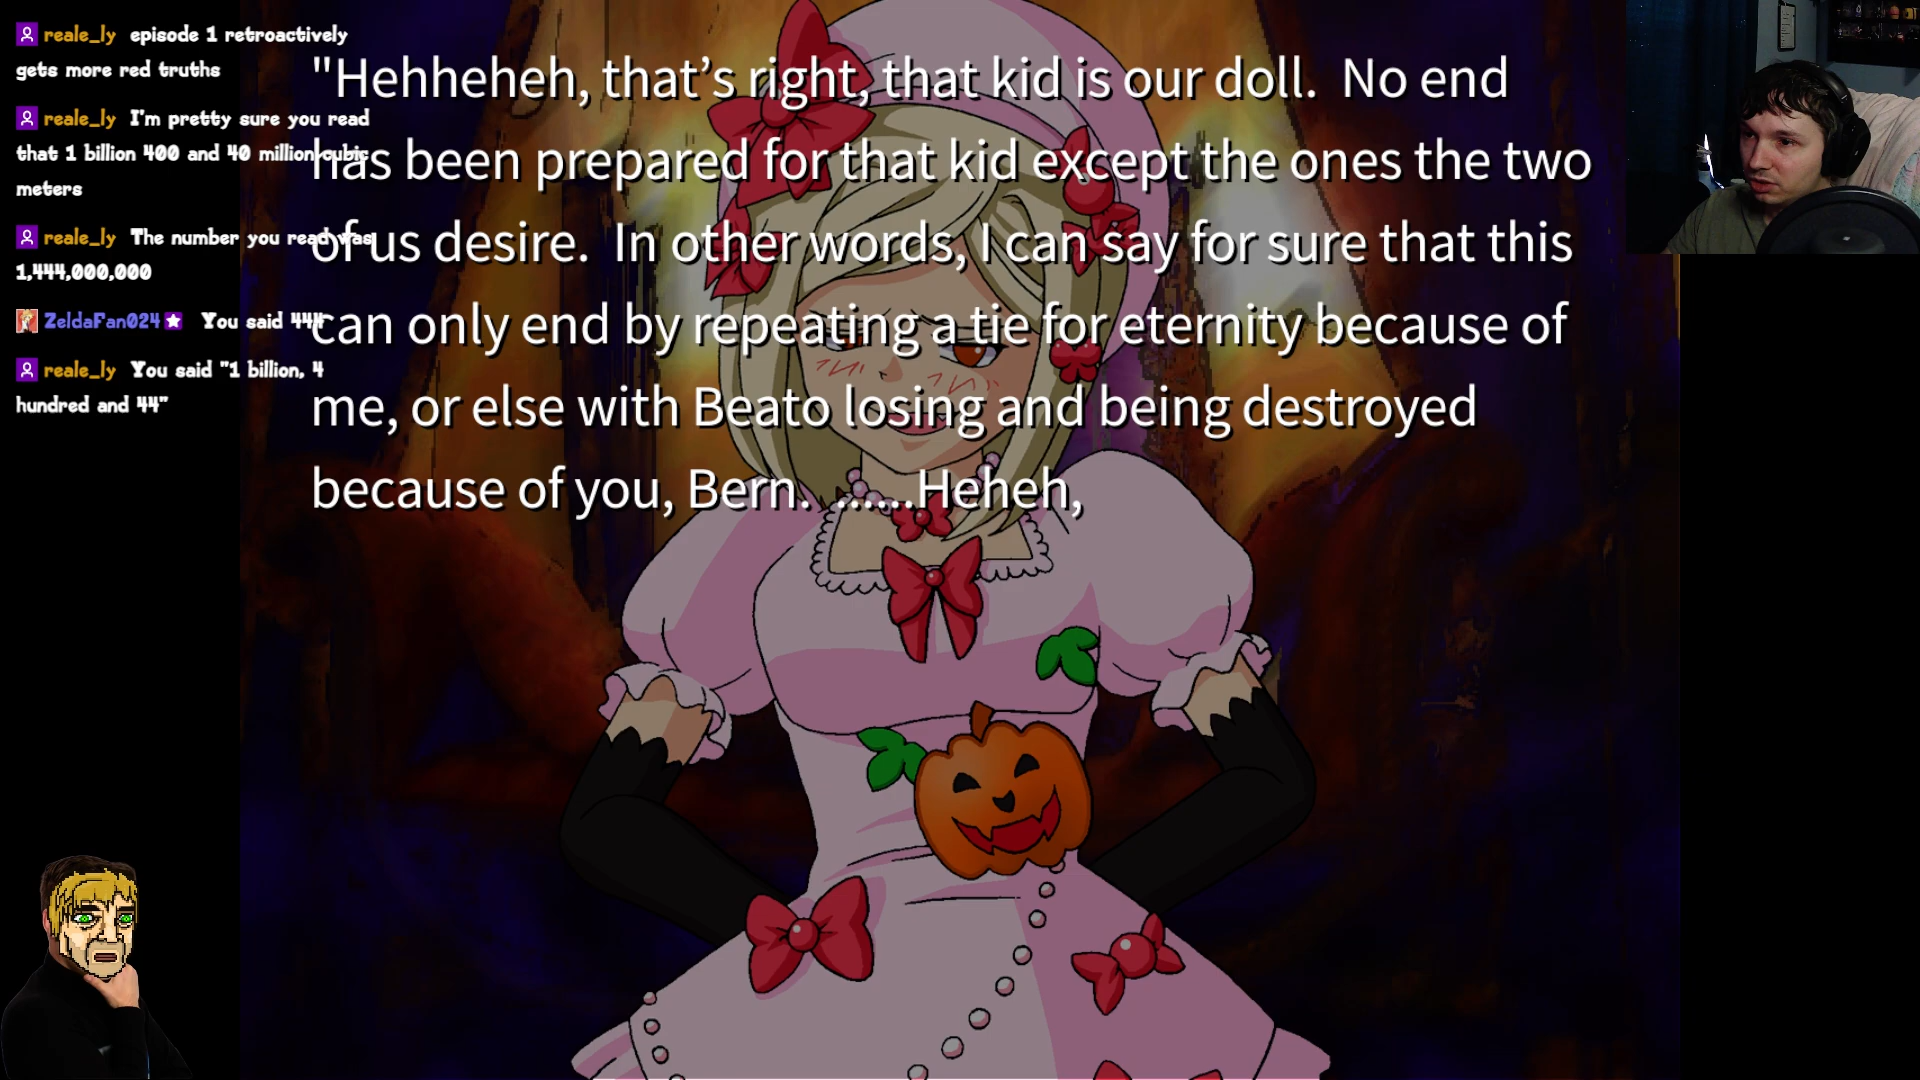 reale_ly episode 1 retroactively
gets more red truths
reale_ly I'm pretty sure you read
that 1 billion 400 and 40 million cubic
meters
reale_ly The number you read was
1,444,000,000
ZeldaFan024 You said 444
reale_ly You said "1 billion, 4
hundred and 44"
"Hehheheh, that's right, that kid is our doll.  No end
has been prepared for that kid except the ones the two
of us desire.  In other words, I can say for sure that this
can only end by repeating a tie for eternity because of
me, or else with Beato losing and being destroyed
because of you, Bern.  ......Heheh,